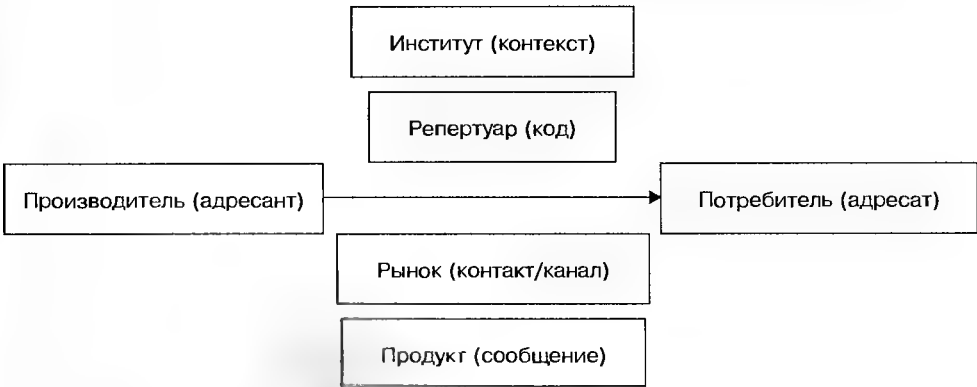 Институт (контекст)
Репертуар (код)
Производитель (адресант)
Потребитель (адресат)
Рынок (контакт/канал)
Продукт (сообщение)